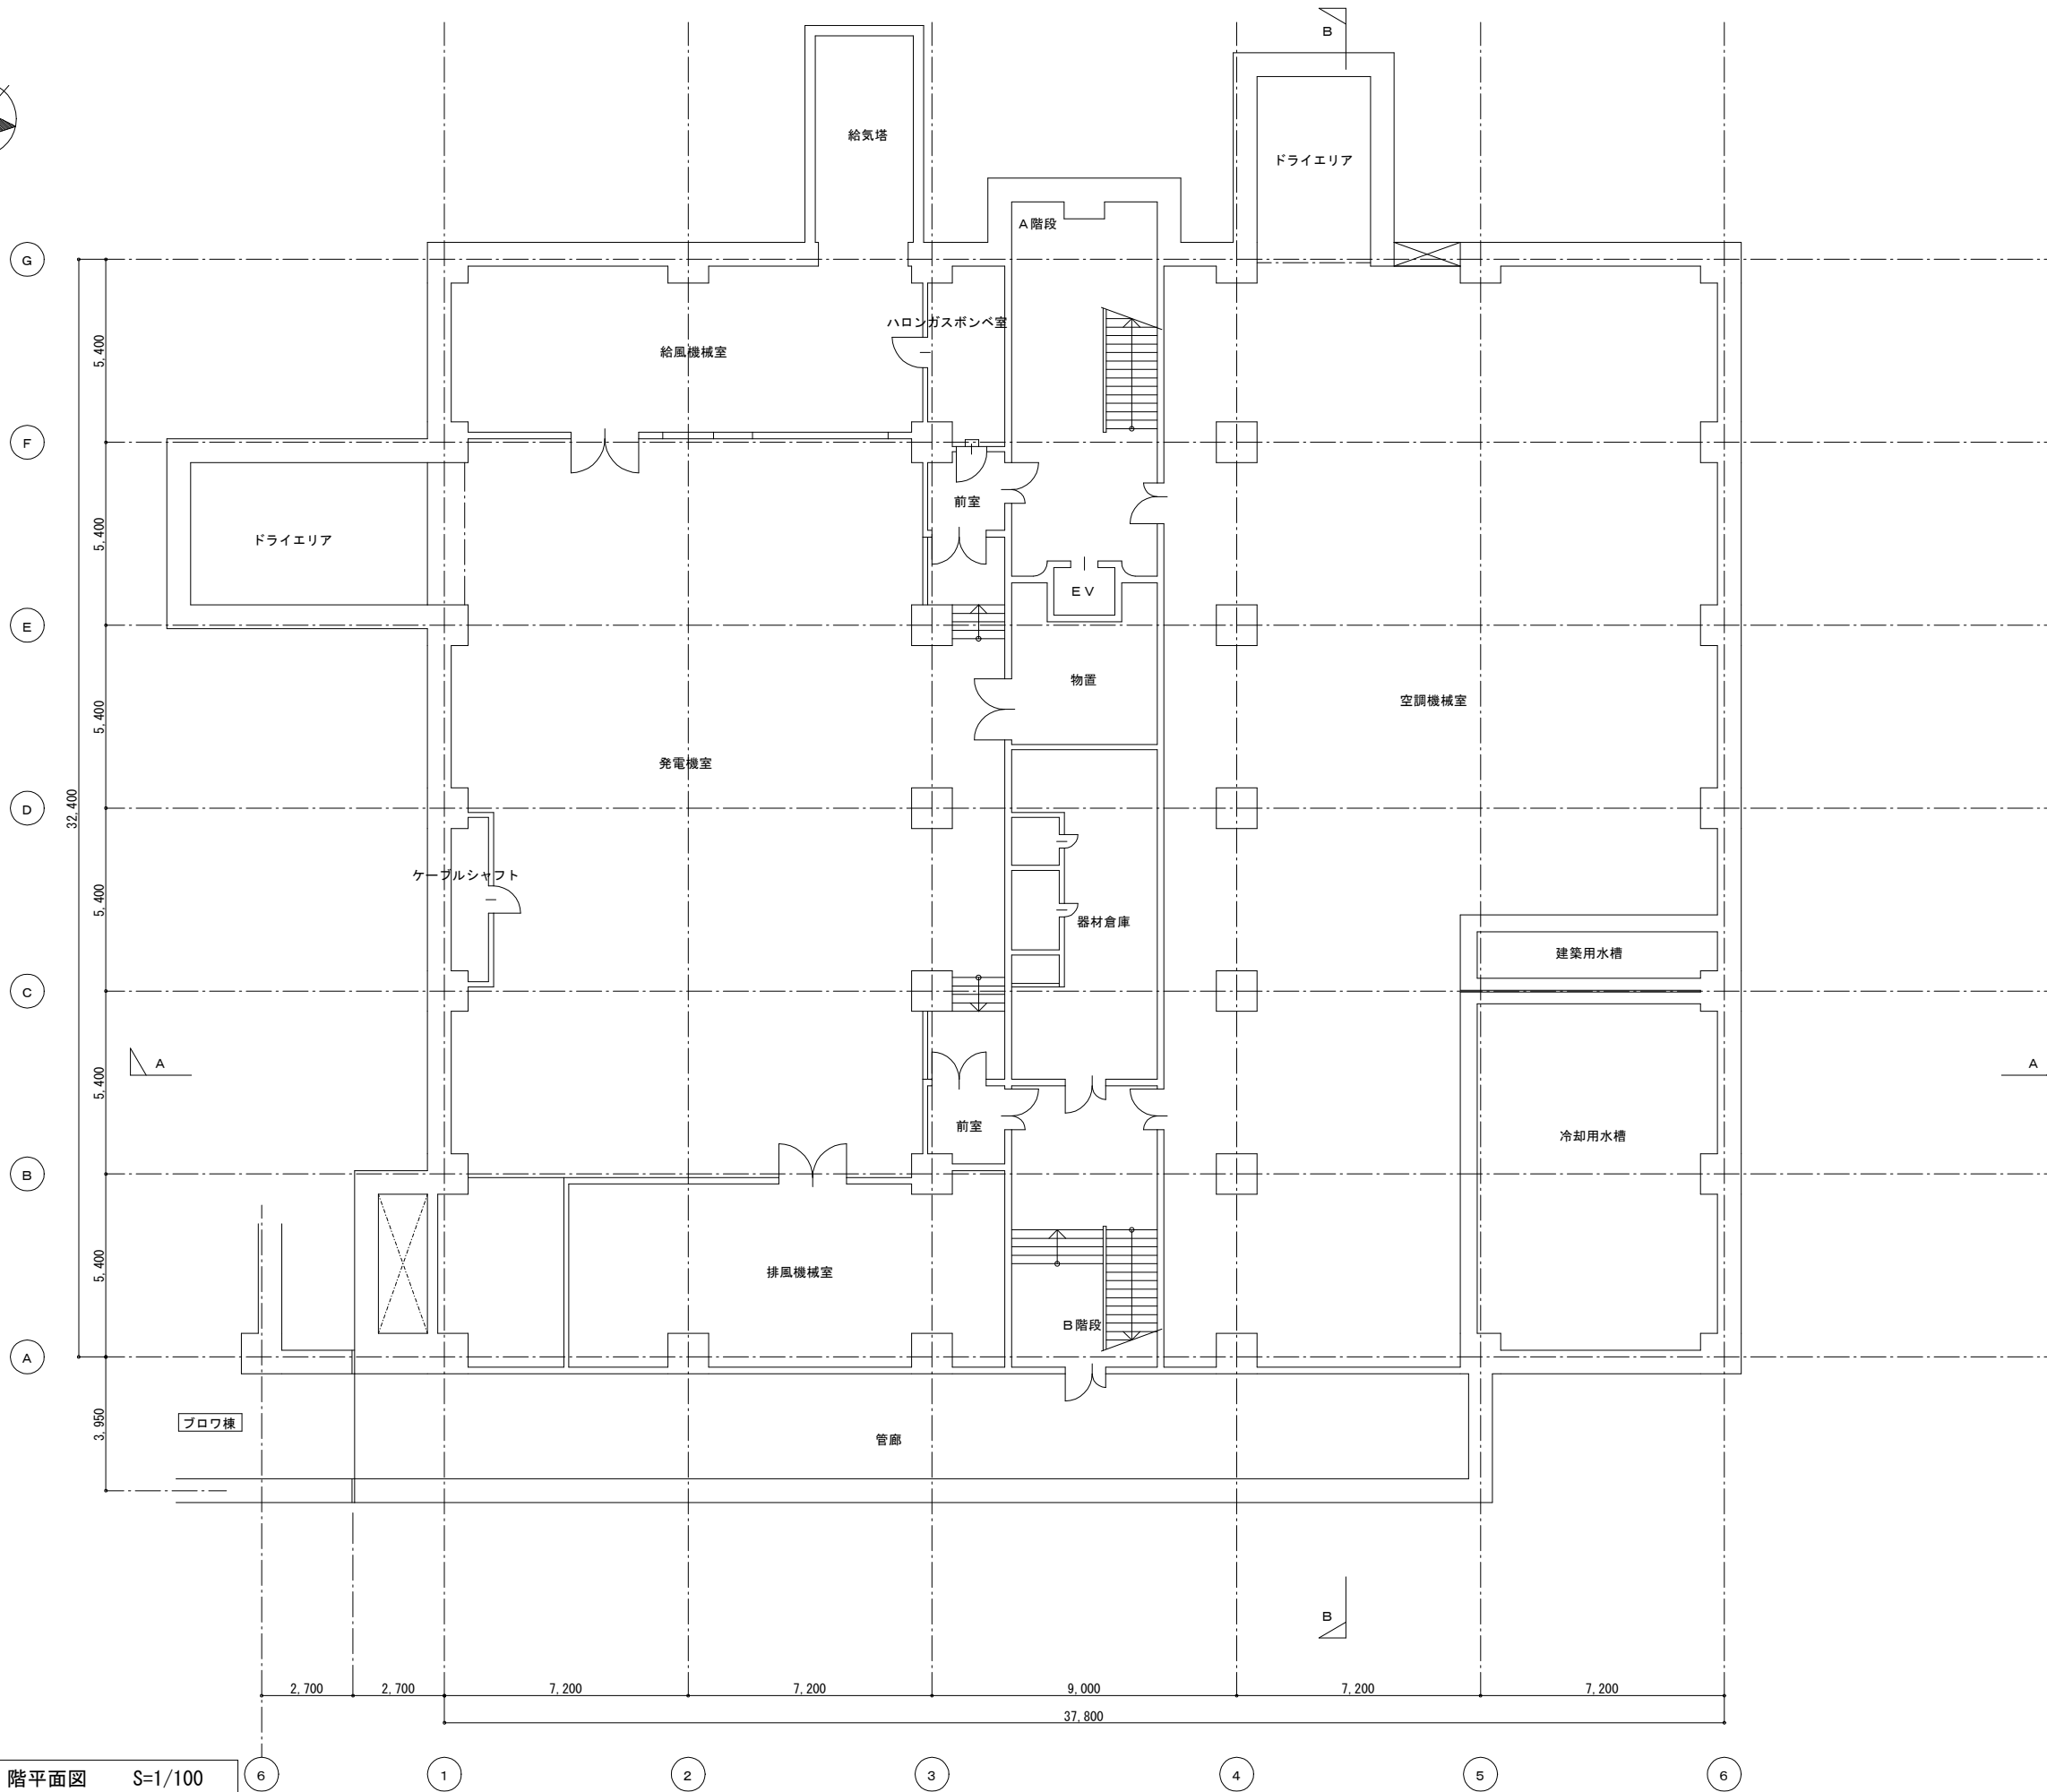 B
給気塔
ドライエリア
A階段
G
ハロンガスボンベ室
5,400
給風機械室
F
前室
5,400
ドライエリア
EV
E
物置
空調機械室
5,400
発電機室
32,400
D
ケーブルシャフト
5,400
器材倉庫
建築用水槽
C
A
5,400
A
前室
冷却用水槽
B
5,400
排風機械室
B階段
A
ブロワ棟
3,950
管廊
B
2,700
2,700
7,200
7,200
9,000
7,200
7,200
37,800
階平面図 S=1/100
6
1
2
3
4
5
6